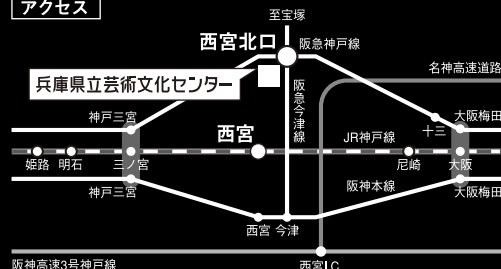 アクセス
至宝塚
西宮北口
阪急神戸線
名神高速道路
兵庫県立芸術文化センター
阪急今津線
神戸三宮
十三
大阪梅田
西宮
JR神戸線
姫路
明石
三ノ宮
尼崎
大阪
神戸三宮
阪神本線
大阪梅田
西宮
今津
阪神高速3号神戸線
西宮I.C